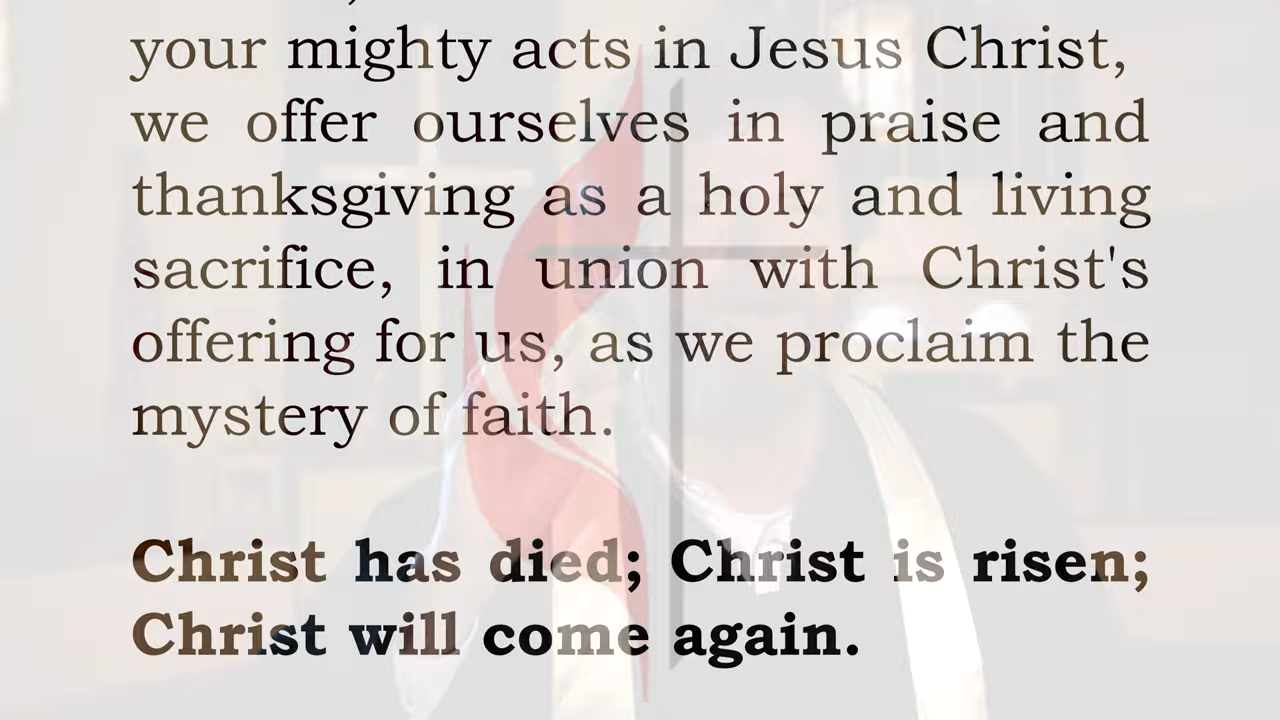 your mighty acts in Jesus Christ,
we offer ourselves in praise and
thanksgiving as a holy and living
sacrifice, in union with Christ's
offering for us, as we proclaim the
mystery of faith.
Christ has died; Christ is risen;
Christ will come again.